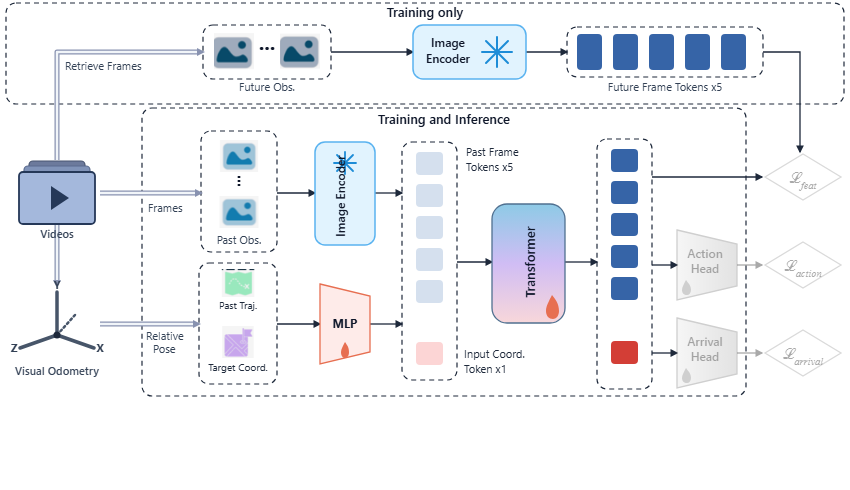 Training only
Retrieve Frames
Future Obs.
Image
Encoder
Future Frame Tokens x5
Training and Inference
Videos
Frames
Past Obs.
Image Encoder
Past Frame
Tokens x5
Transformer
ℒfeat
Action
Head
ℒaction
Z
X
Visual Odometry
Relative
Pose
Past Traj.
Target Coord.
MLP
Input Coord.
Token x1
Arrival
Head
ℒarrival